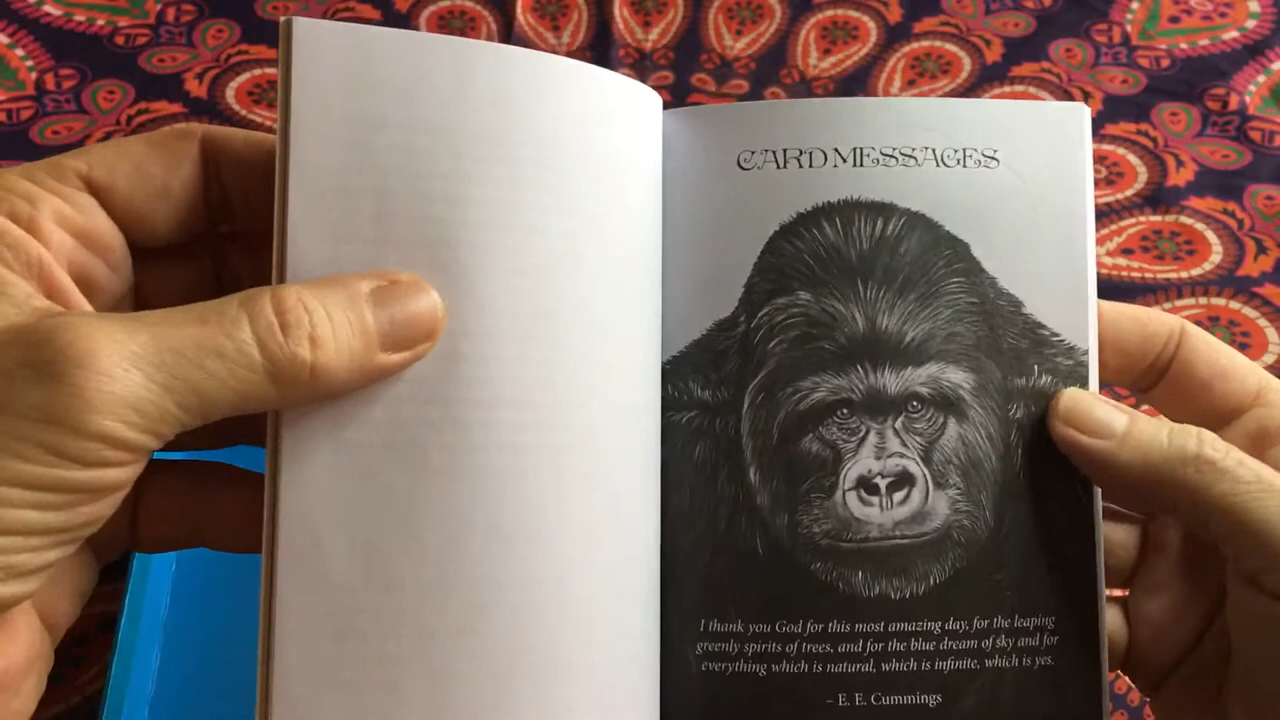 CARD MESSAGES
I thank you God for this most amazing day, for the leaping
greenly spirits of trees, and for the blue dream of sky and for
everything which is natural, which is infinite, which is yes.
– E. E. Cummings